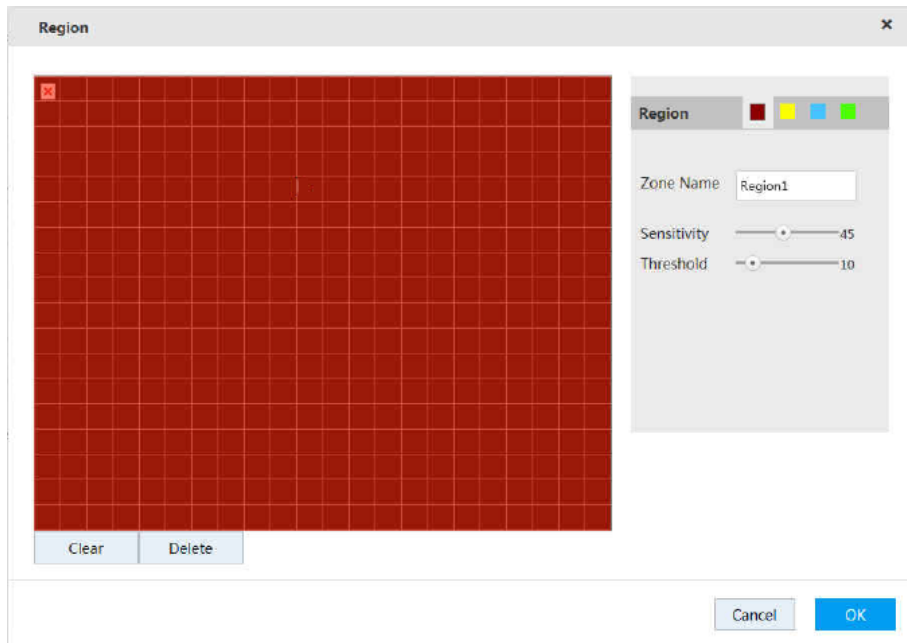 Region
Region
Zone Name Region1
Sensitivity 45
Threshold 10
Clear Delete
Cancel OK